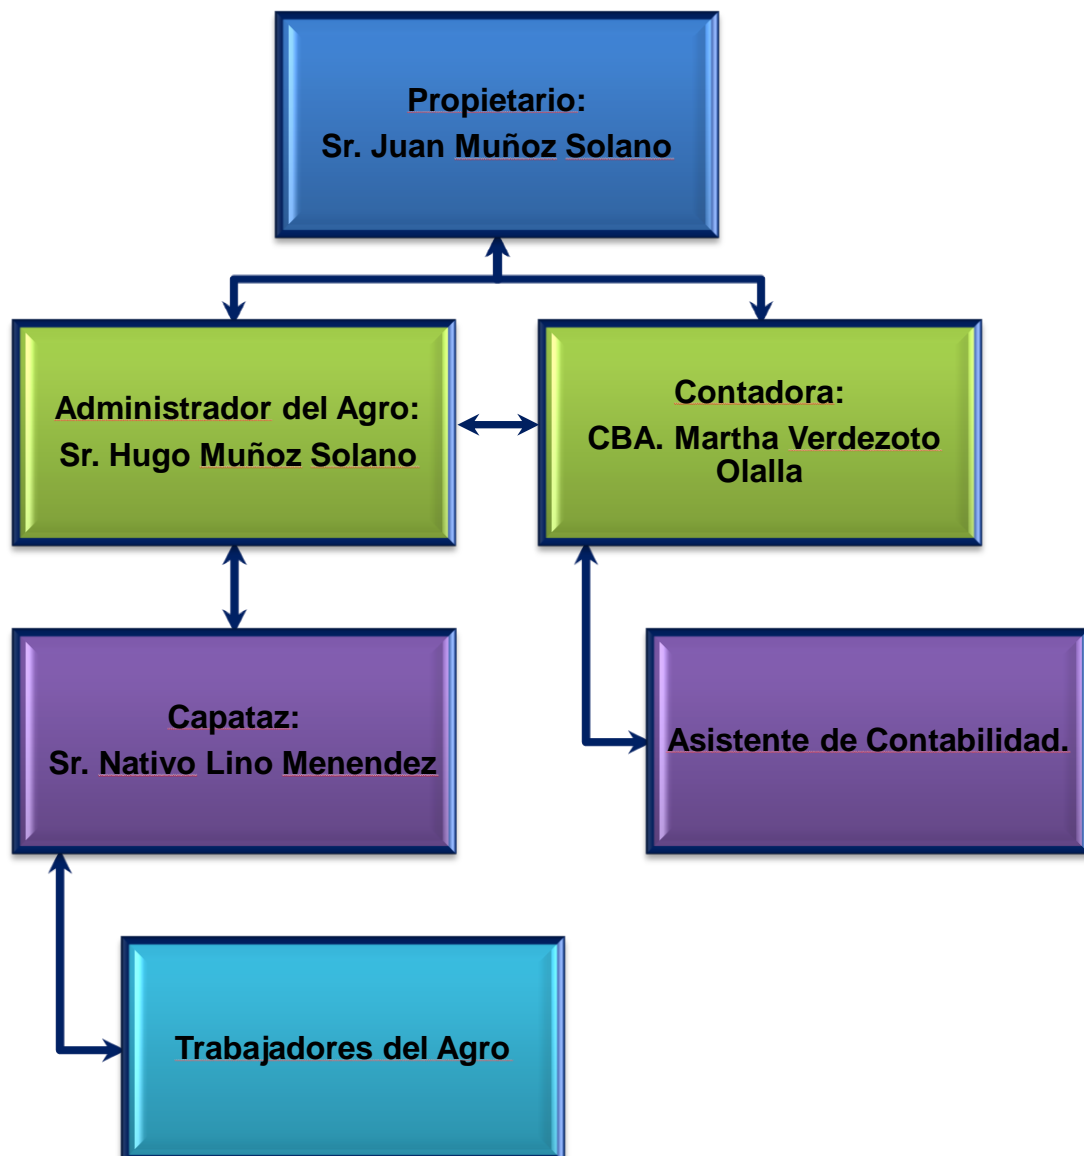 Propietario:
Sr. Juan Muñoz Solano
Administrador del Agro:
Sr. Hugo Muñoz Solano
Contadora:
CBA. Martha Verdezoto
Olalla
Capataz:
Sr. Nativo Lino Menendez
Asistente de Contabilidad.
Trabajadores del Agro